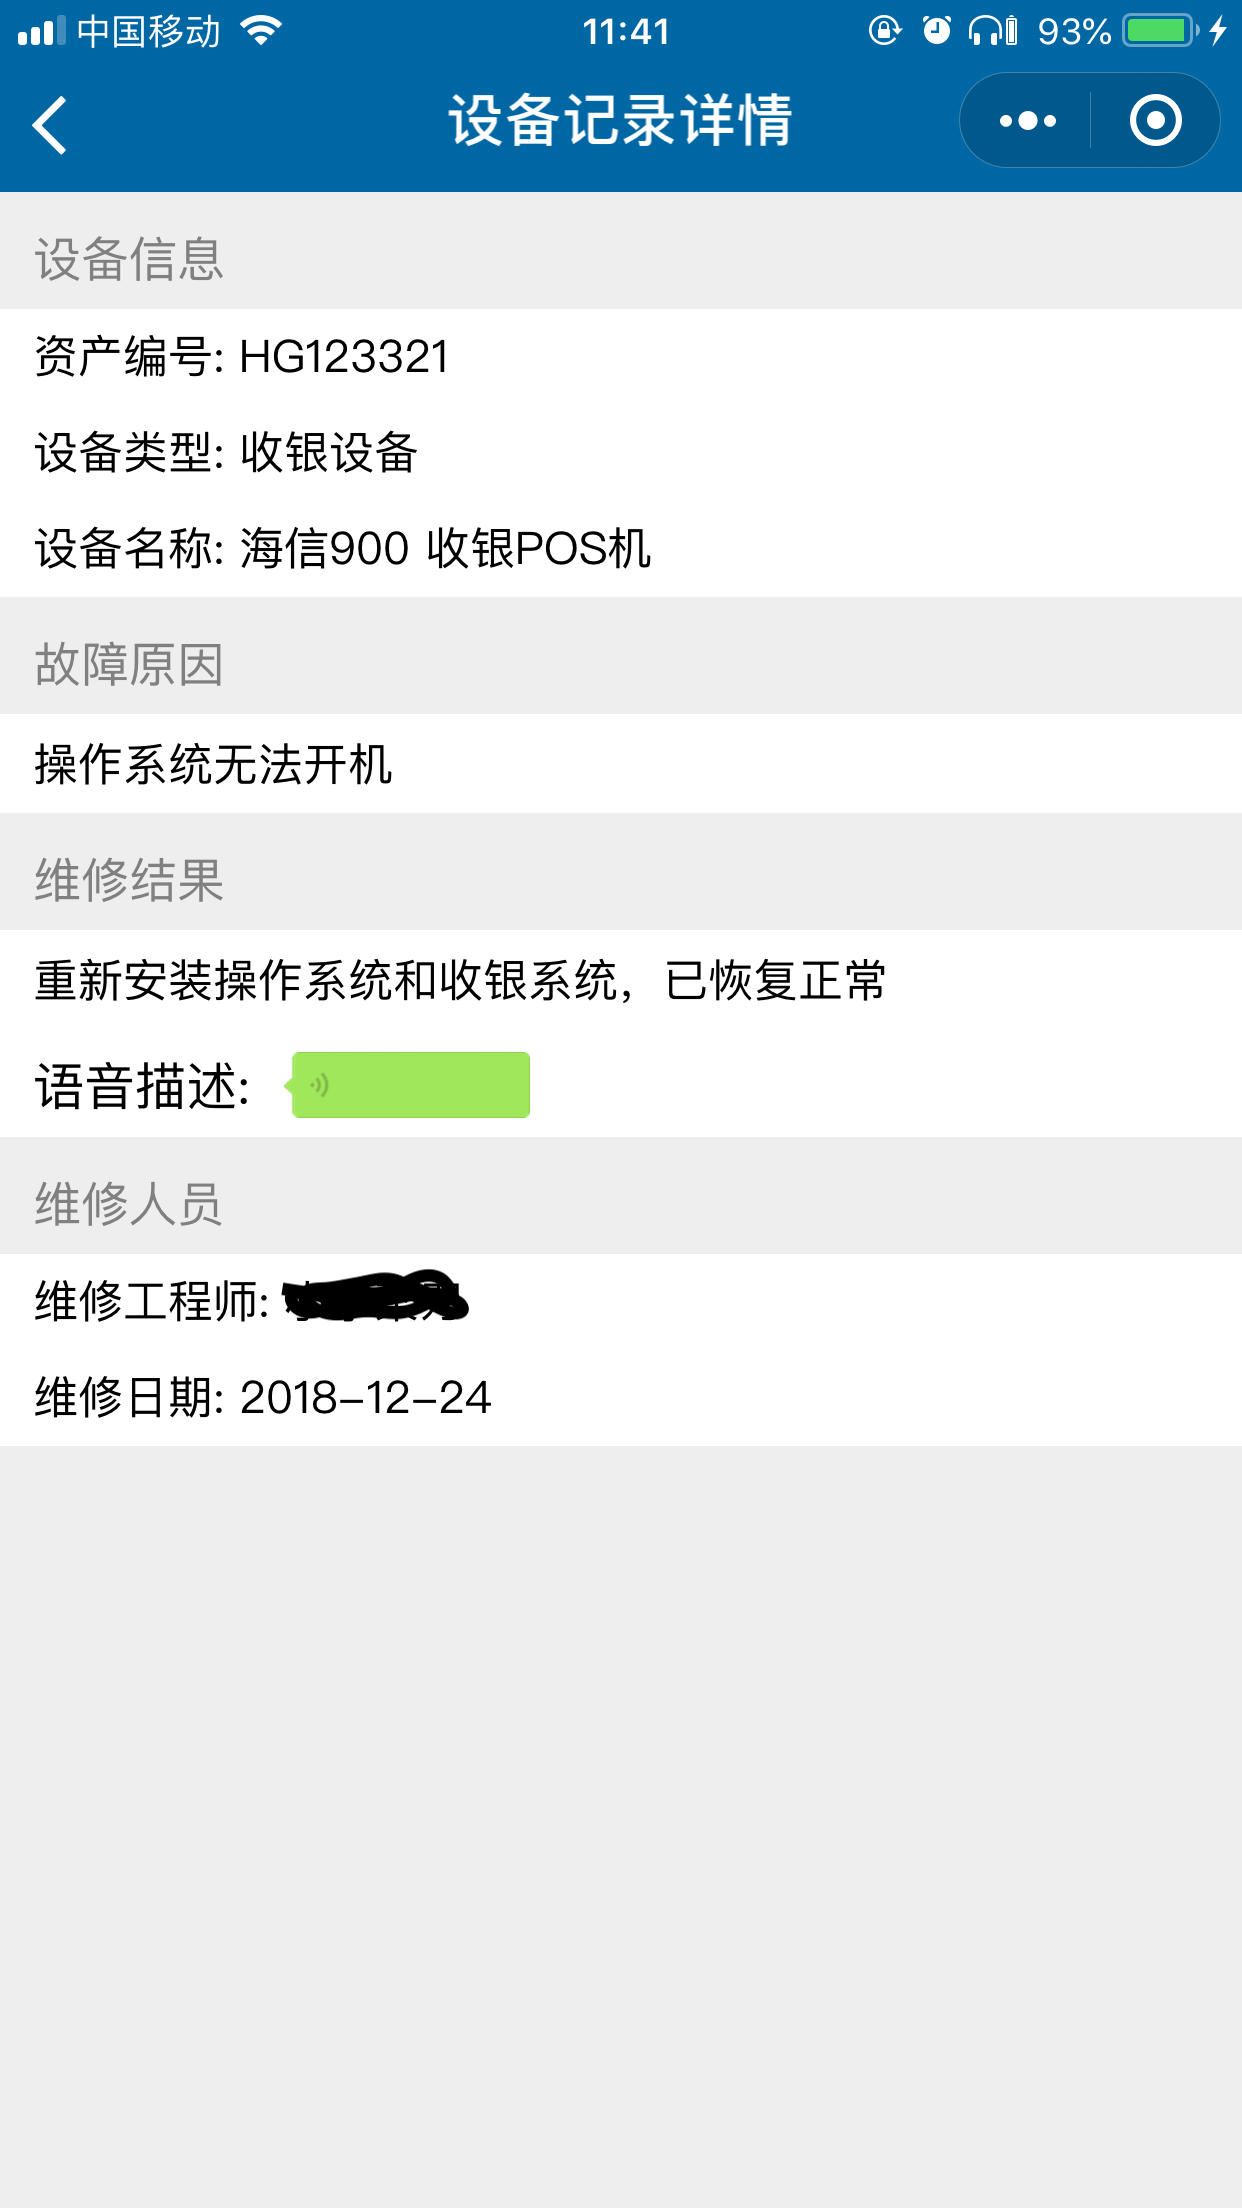 中国移动 11:41 93%
设备记录详情
设备信息
资产编号: HG123321
设备类型: 收银设备
设备名称: 海信900 收银POS机
故障原因
操作系统无法开机
维修结果
重新安装操作系统和收银系统，已恢复正常
语音描述:
维修人员
维修工程师:
维修日期: 2018-12-24